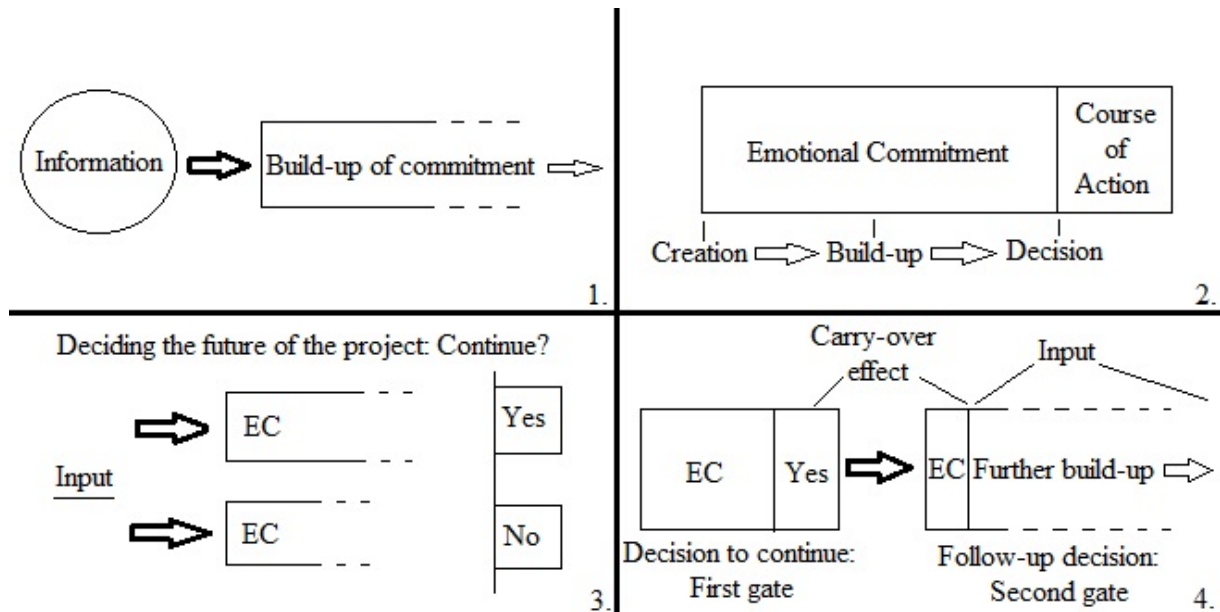 Information
Build-up of commitment
1.
Emotional Commitment
Course
of
Action
Creation
Build-up
Decision
2.
Deciding the future of the project: Continue?
Input
EC
Yes
EC
No
3.
Carry-over
effect
Input
EC
Yes
EC
Further build-up
Decision to continue:
First gate
Follow-up decision:
Second gate
4.